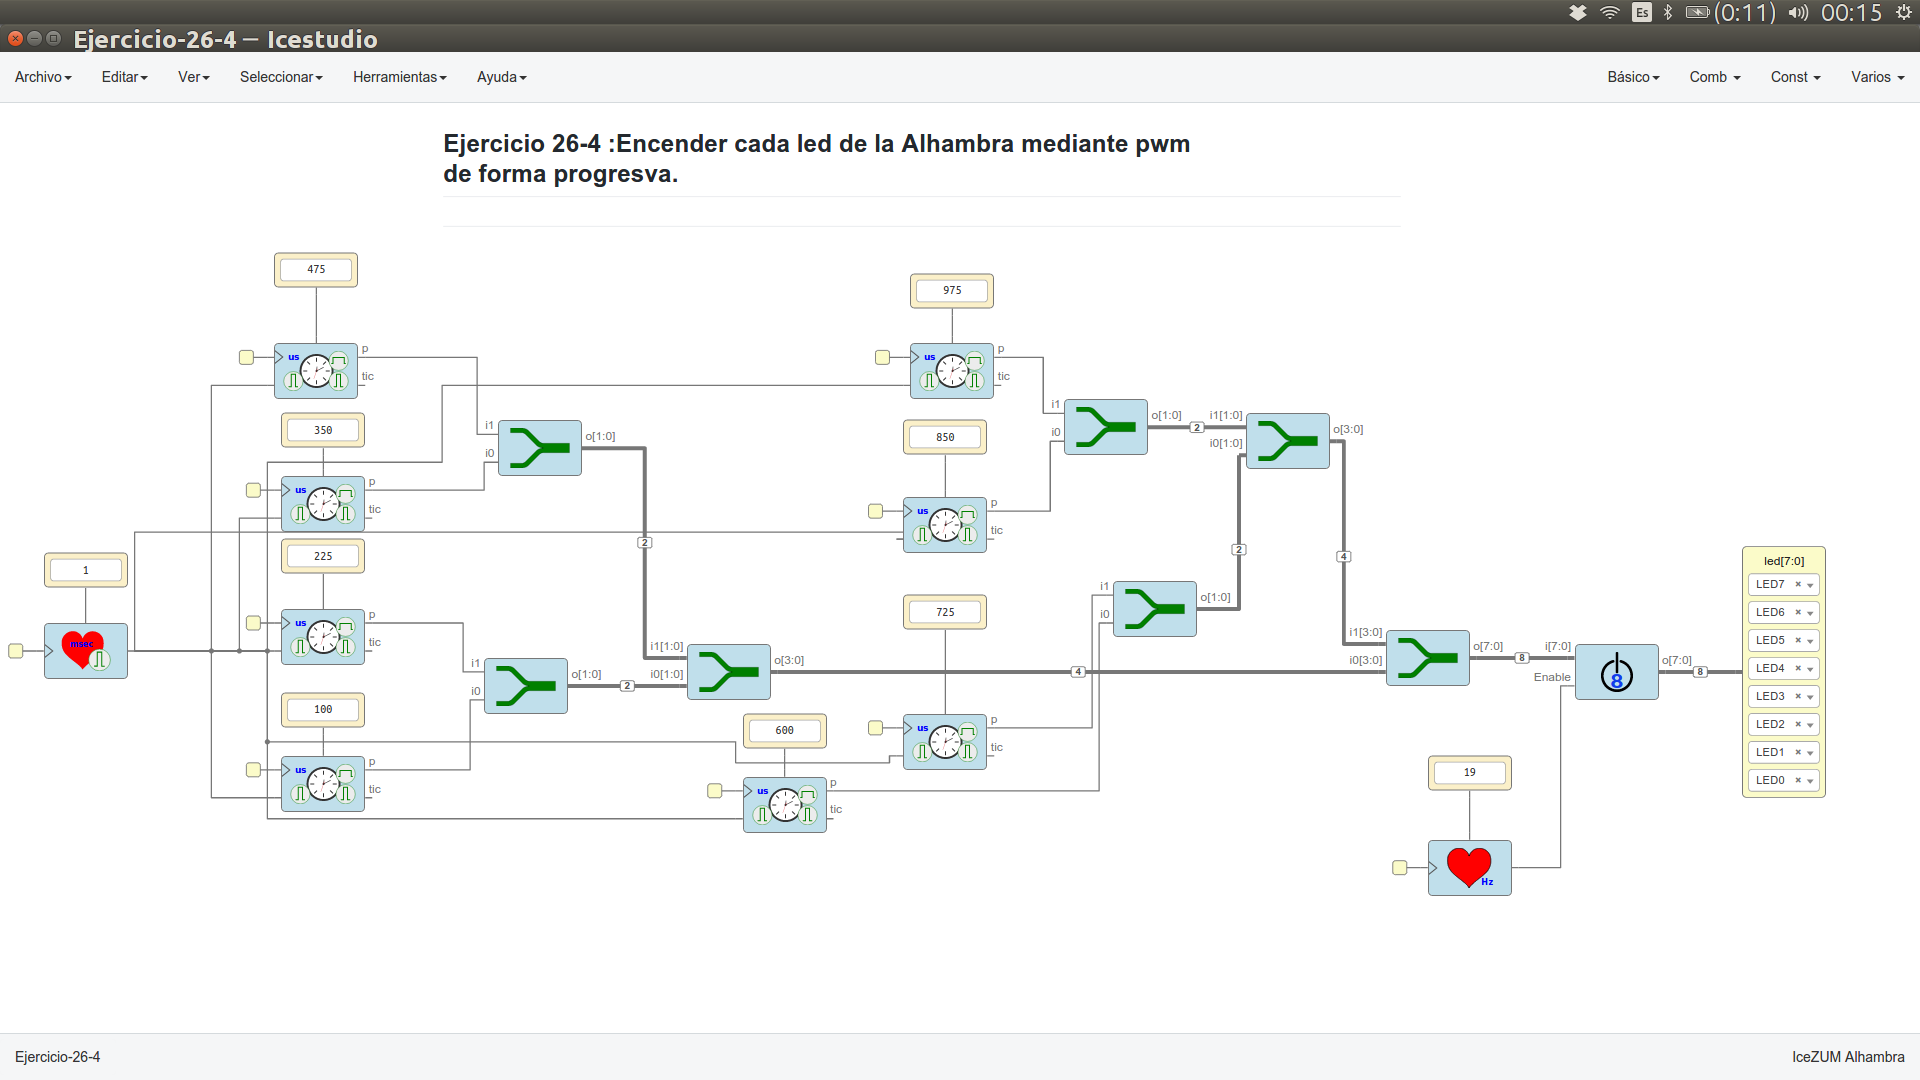 Es (0:11) 00:15
Ejercicio-26-4 — Icestudio
Archivo Editar Ver Seleccionar Herramientas Ayuda Básico Comb Const Varios
Ejercicio 26-4 :Encender cada led de la Alhambra mediante pwm
de forma progresva.
475
us
p
tic
350
us
p
tic
225
us
p
tic
100
us
p
tic
1
msec
i1
i0
o[1:0]
2
i1
i0
o[1:0]
2
i1[1:0]
i0[1:0]
o[3:0]
4
600
us
p
tic
975
us
p
tic
850
us
p
tic
725
us
p
tic
i1
i0
o[1:0]
2
i1
i0
o[1:0]
2
i1[1:0]
i0[1:0]
o[3:0]
4
i1[3:0]
i0[3:0]
o[7:0]
8
i[7:0]
Enable
8
o[7:0]
8
19
Hz
led[7:0]
LED7
LED6
LED5
LED4
LED3
LED2
LED1
LED0
Ejercicio-26-4 IceZUM Alhambra